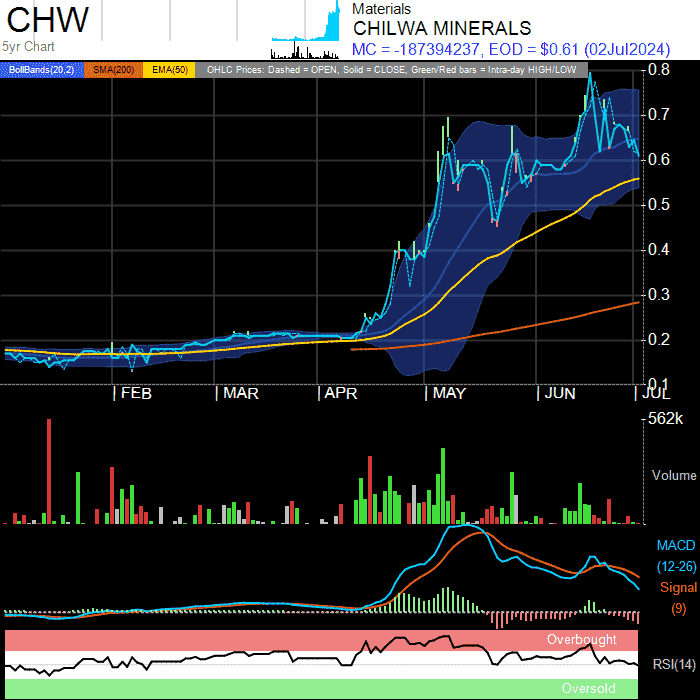 CHW
5yr Chart
Materials
CHILWA MINERALS
MC = -187394237, EOD = $0.61 (02Jul2024)
BollBands(20,2) SMA(200) EMA(50) OHLC Prices: Dashed = OPEN, Solid = CLOSE, Green/Red bars = Intra-day HIGH/LOW
0.8
0.7
0.6
0.5
0.4
0.3
0.2
0.1
FEB MAR APR MAY JUN JUL
562k
Volume
MACD
(12-26)
Signal
(9)
Overbought
RSI(14)
Oversold